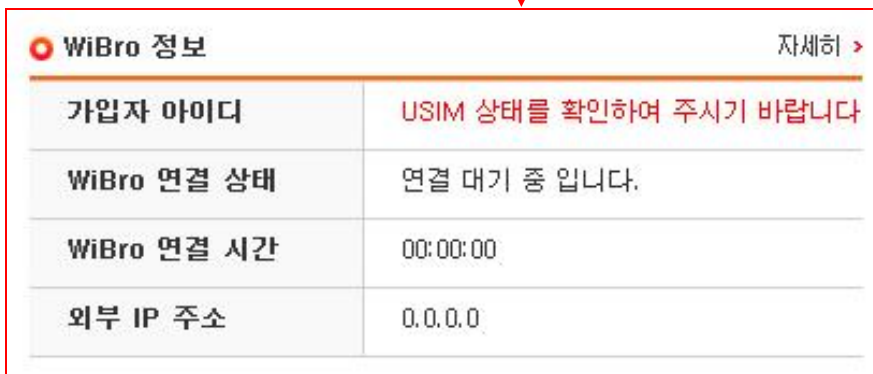 WiBro 정보 자세히 >
가입자 아이디 USIM 상태를 확인하여 주시기 바랍니다
WiBro 연결 상태 연결 대기 중 입니다.
WiBro 연결 시간 00:00:00
외부 IP 주소 0.0.0.0